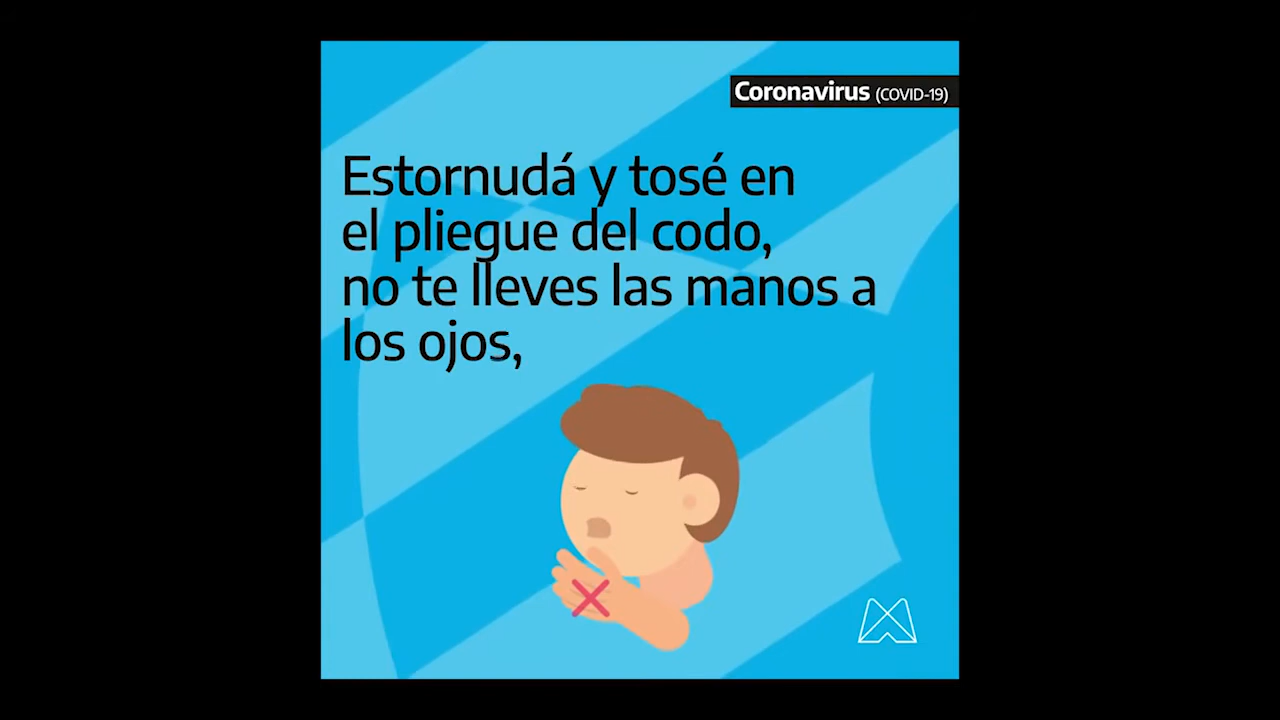 Coronavirus (COVID-19)
Estornudá y tosé en
el pliegue del codo,
no te lleves las manos a
los ojos,